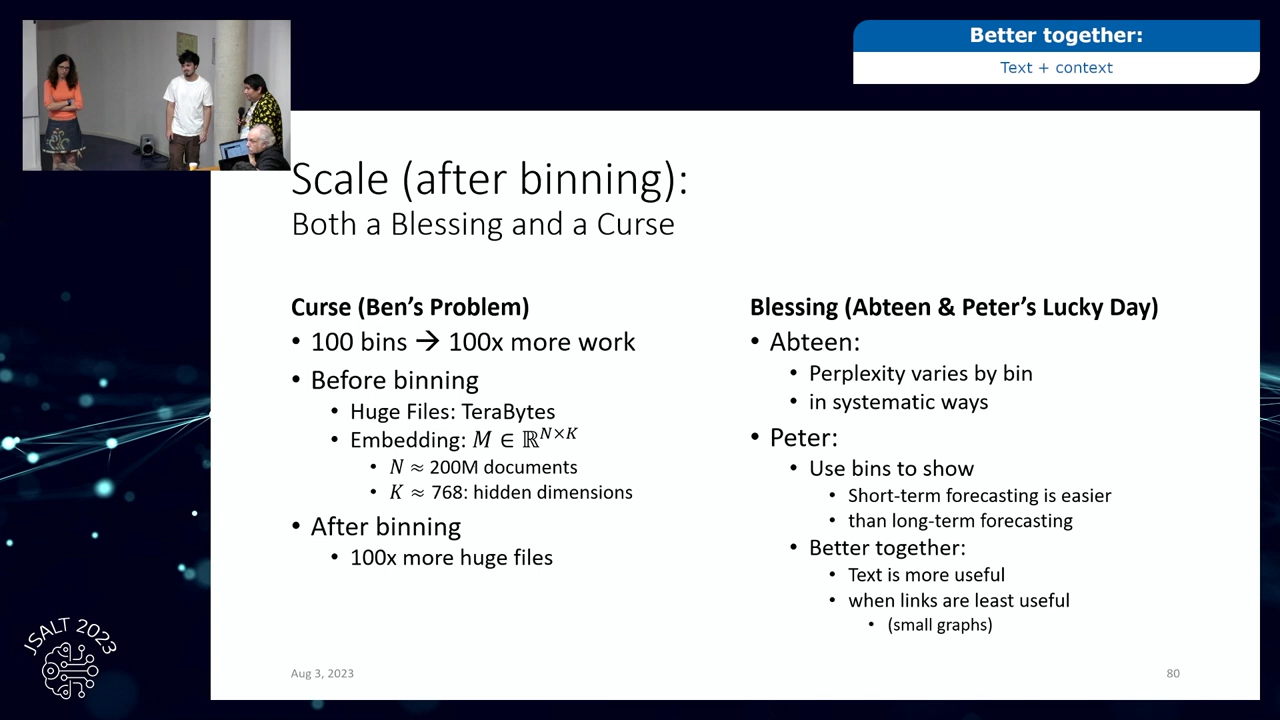 Better together:
Text + context
Scale (after binning):
Both a Blessing and a Curse
Curse (Ben's Problem)
• 100 bins → 100x more work
• Before binning
• Huge Files: TeraBytes
• Embedding: M ∈ ℝ^{N×K}
• N ≈ 200M documents
• K ≈ 768: hidden dimensions
• After binning
• 100x more huge files
Blessing (Abteen & Peter's Lucky Day)
• Abteen:
• Perplexity varies by bin
• in systematic ways
• Peter:
• Use bins to show
• Short-term forecasting is easier
• than long-term forecasting
• Better together:
• Text is more useful
• when links are least useful
• (small graphs)
Aug 3, 2023
80
JSALT 2023